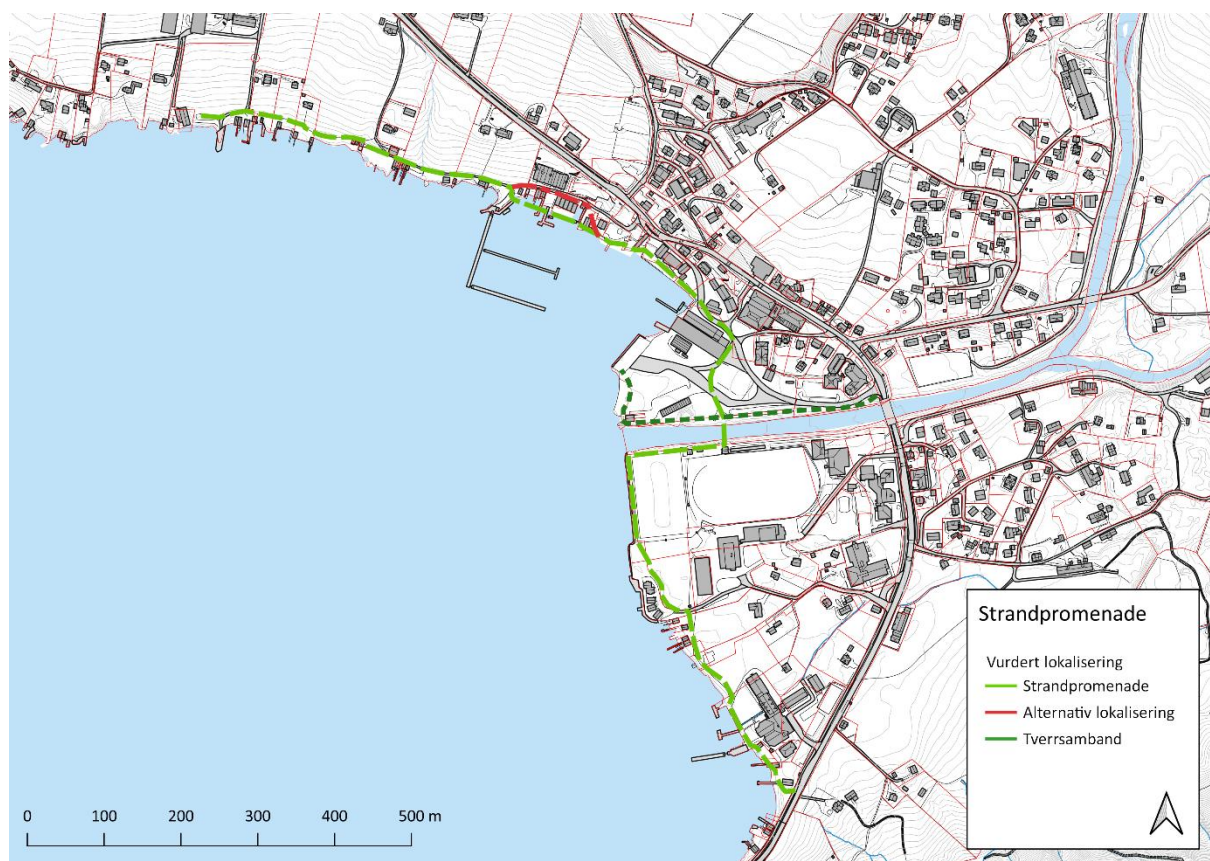 Strandpromenade
Vurdert lokalisering
Strandpromenade
Alternativ lokalisering
Tverrsamband
0 100 200 300 400 500 m